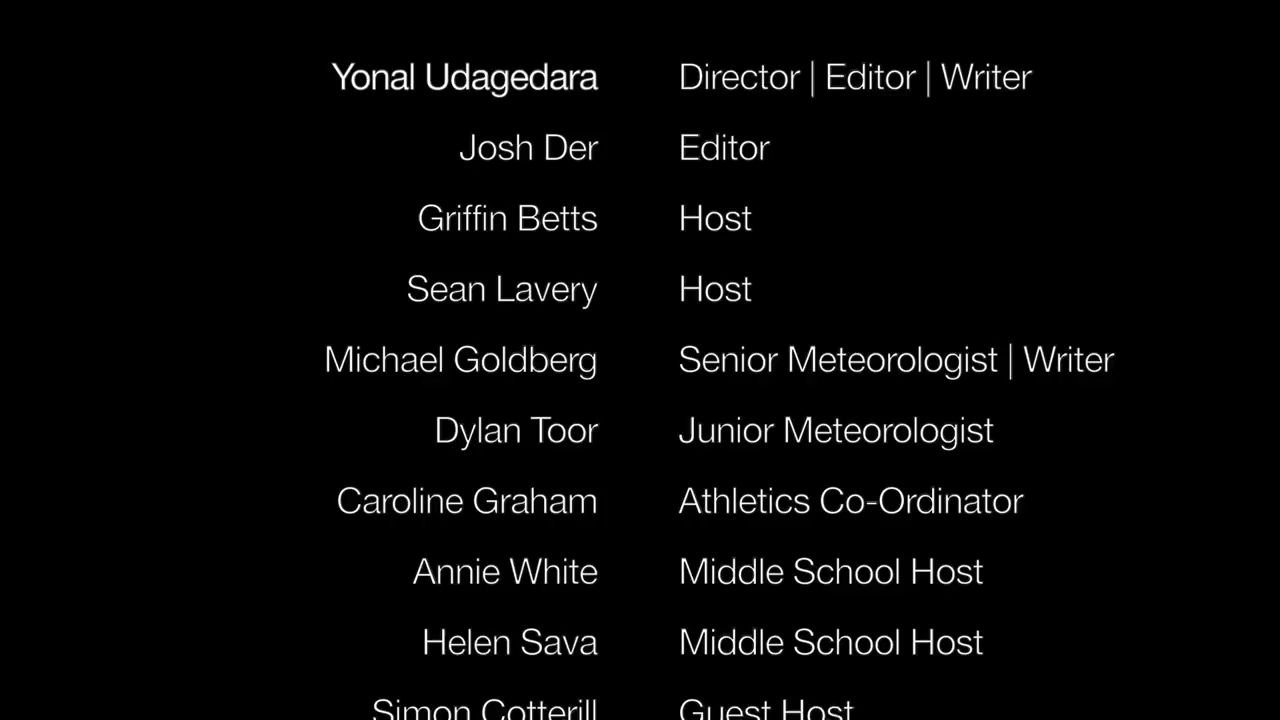 Yonal Udagedara Director | Editor | Writer
Josh Der Editor
Griffin Betts Host
Sean Lavery Host
Michael Goldberg Senior Meteorologist | Writer
Dylan Toor Junior Meteorologist
Caroline Graham Athletics Co-Ordinator
Annie White Middle School Host
Helen Sava Middle School Host
Simon Cotterill Guest Host